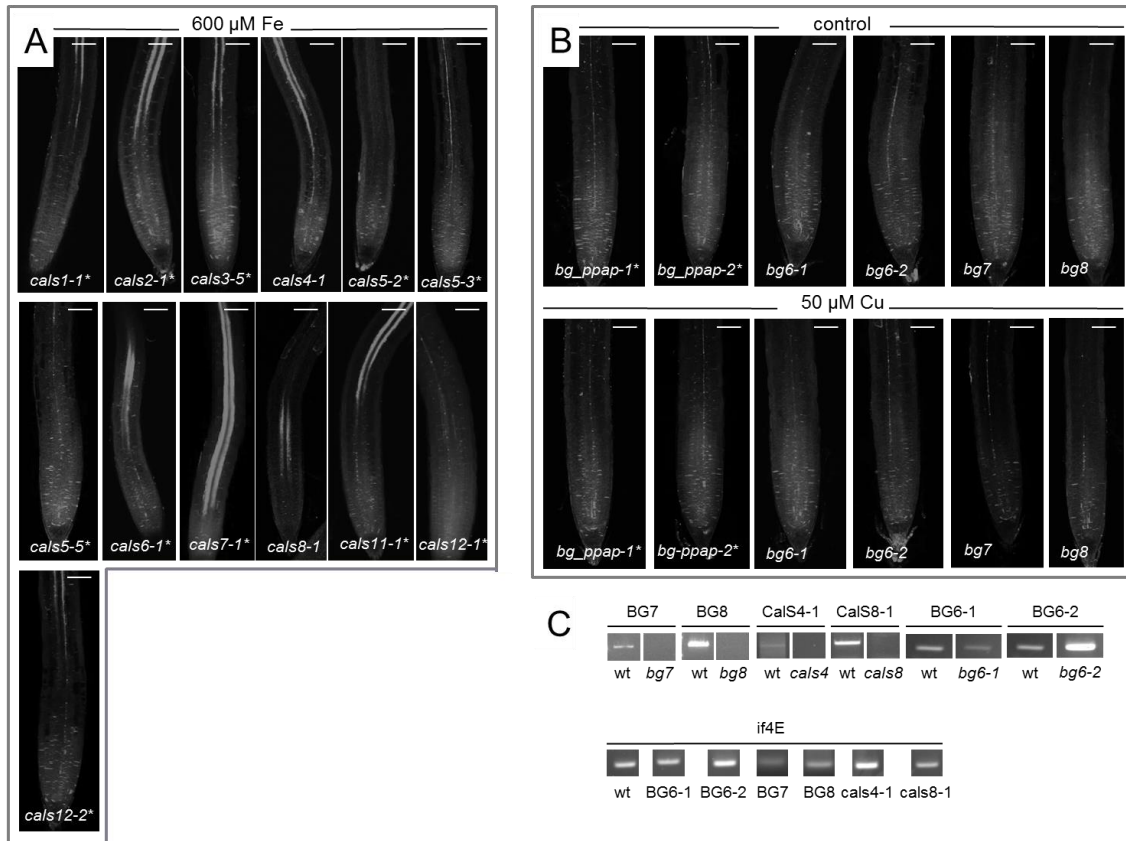 A
600 µM Fe
cals1-1* cals2-1* cals3-5* cals4-1 cals5-2* cals5-3*
cals5-5* cals6-1* cals7-1* cals8-1 cals11-1* cals12-1*
cals12-2*
B
control
bg_ppap-1* bg_ppap-2* bg6-1 bg6-2 bg7 bg8
50 µM Cu
bg_ppap-1* bg-ppap-2* bg6-1 bg6-2 bg7 bg8
C
BG7 BG8 CalS4-1 CalS8-1 BG6-1 BG6-2
wt bg7 wt bg8 wt cals4 wt cals8 wt bg6-1 wt bg6-2
if4E
wt BG6-1 BG6-2 BG7 BG8 cals4-1 cals8-1